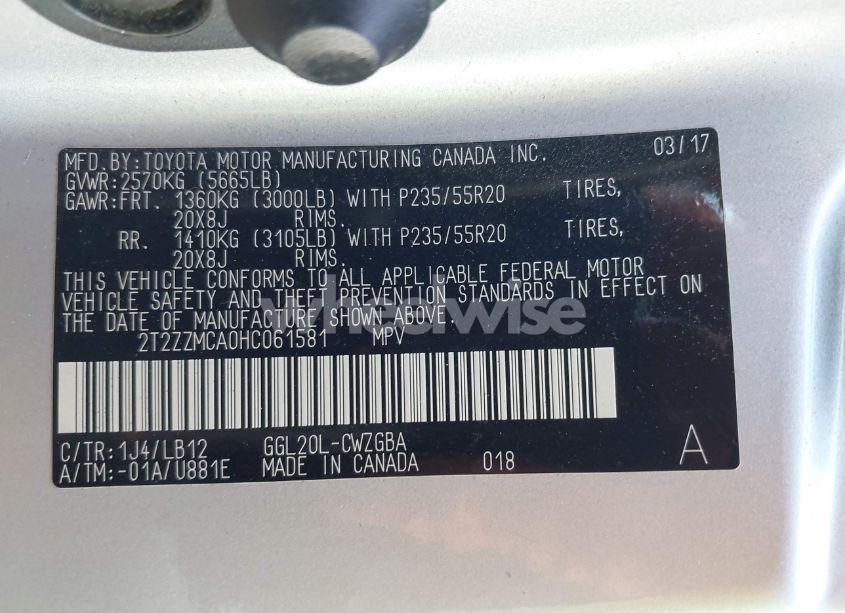 MFD.BY:TOYOTA MOTOR MANUFACTURING CANADA INC. 03/17
GVWR:2570KG (5665LB)
GAWR:FRT. 1360KG (3000LB) WITH P235/55R20 TIRES,
20X8J RIMS.
RR. 1410KG (3105LB) WITH P235/55R20 TIRES,
20X8J RIMS.
THIS VEHICLE CONFORMS TO ALL APPLICABLE FEDERAL MOTOR
VEHICLE SAFETY AND THEFT PREVENTION STANDARDS IN EFFECT ON
THE DATE OF MANUFACTURE SHOWN ABOVE.
wheelwise
2T2ZZMCA0HC061581 MPV
C/TR:1J4/LB12 GGL20L-CWZGBA
A/TM:-01A/U881E MADE IN CANADA 018 A